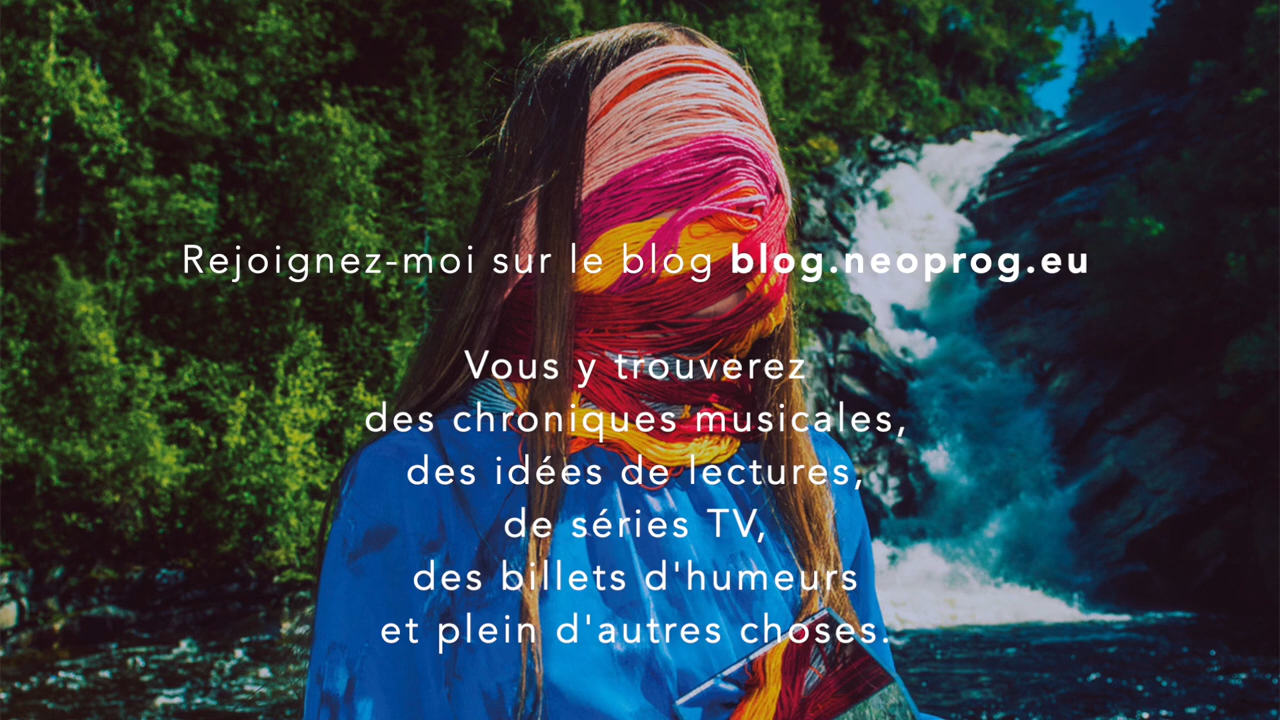 Rejoignez-moi sur le blog blog.neoprog.eu
Vous y trouverez
des chroniques musicales,
des idées de lectures,
de séries TV,
des billets d'humeurs
et plein d'autres choses.